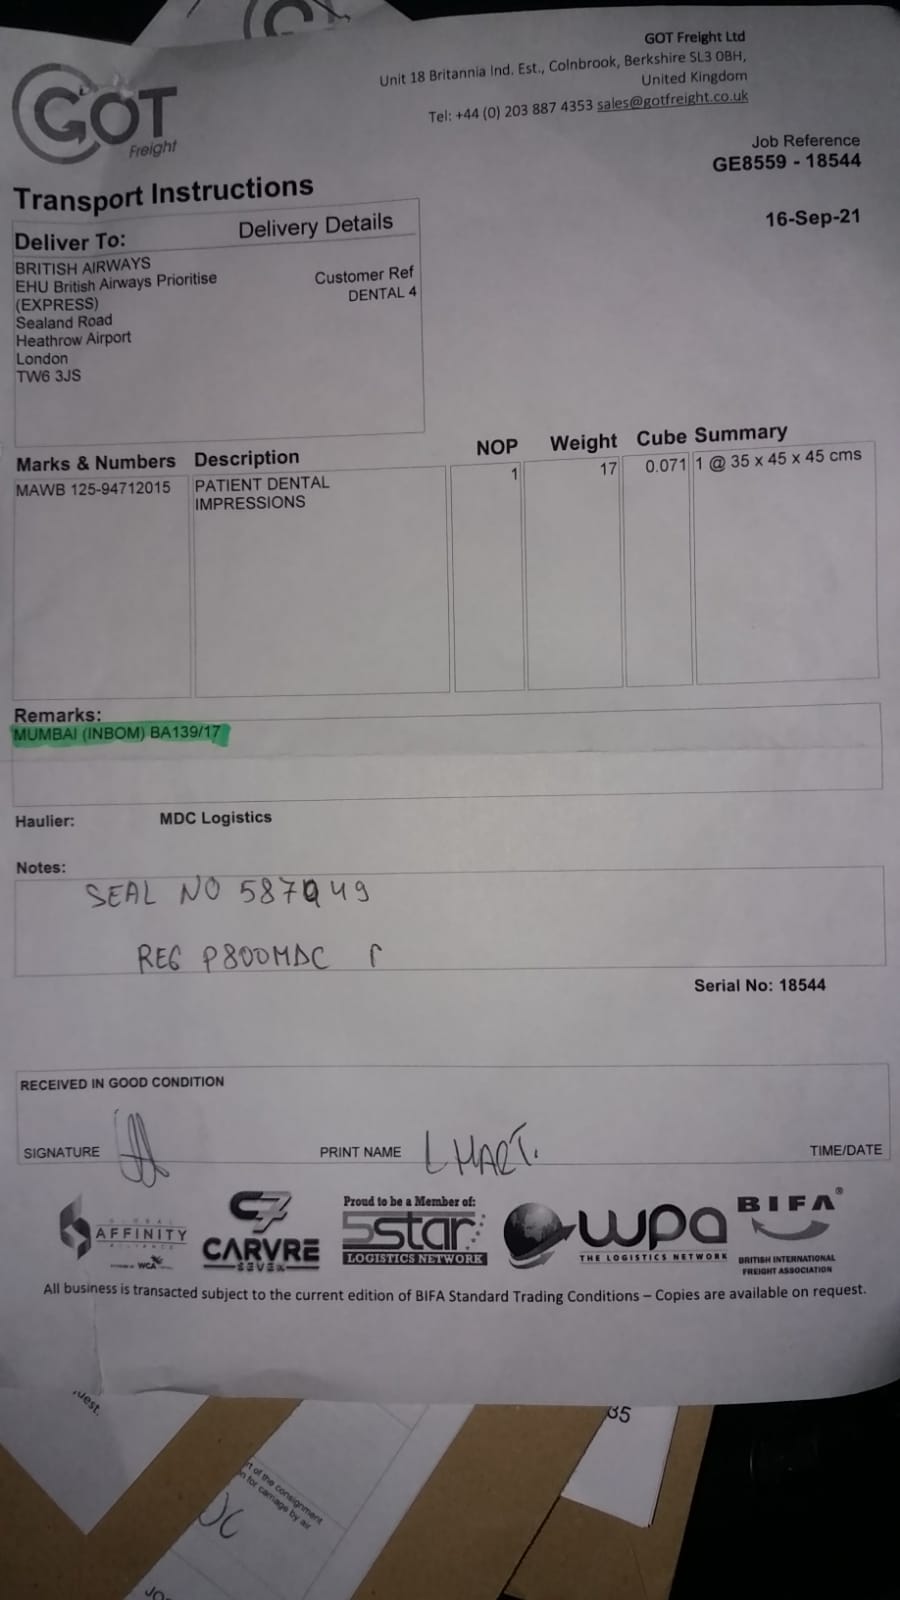 GOT Freight Ltd
Unit 18 Britannia Ind. Est., Colnbrook, Berkshire SL3 0BH,
United Kingdom
Tel: +44 (0) 203 887 4353 sales@gotfreight.co.uk
GOT
Freight
Job Reference
GE8559 - 18544
Transport Instructions
16-Sep-21
Deliver To: Delivery Details
BRITISH AIRWAYS
EHU British Airways Prioritise
(EXPRESS)
Sealand Road
Heathrow Airport
London
TW6 3JS
Customer Ref
DENTAL 4
Marks & Numbers Description NOP Weight Cube Summary
MAWB 125-94712015 PATIENT DENTAL 1 17 0.071 1 @ 35 x 45 x 45 cms
IMPRESSIONS
Remarks:
MUMBAI (INBOM) BA139/17
Haulier: MDC Logistics
Notes:
SEAL NO 587949
REG P800MDC
Serial No: 18544
RECEIVED IN GOOD CONDITION
SIGNATURE PRINT NAME L HART. TIME/DATE
AFFINITY
WCA
C7
CARVRE
SEVEN
Proud to be a Member of:
5star
LOGISTICS NETWORK
wpa
THE LOGISTICS NETWORK
BIFA®
BRITISH INTERNATIONAL
FREIGHT ASSOCIATION
All business is transacted subject to the current edition of BIFA Standard Trading Conditions – Copies are available on request.
35
of the consignment
for carriage by air